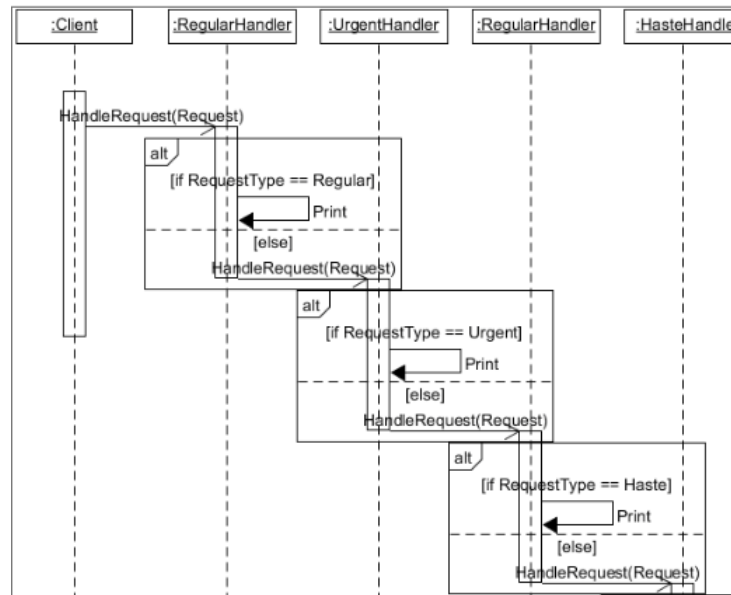 :Client
:RegularHandler
:UrgentHandler
:RegularHandler
:HasteHandle
HandleRequest(Request)
alt
[if RequestType == Regular]
Print
[else]
HandleRequest(Request)
alt
[if RequestType == Urgent]
Print
[else]
HandleRequest(Request)
alt
[if RequestType == Haste]
Print
[else]
HandleRequest(Request)